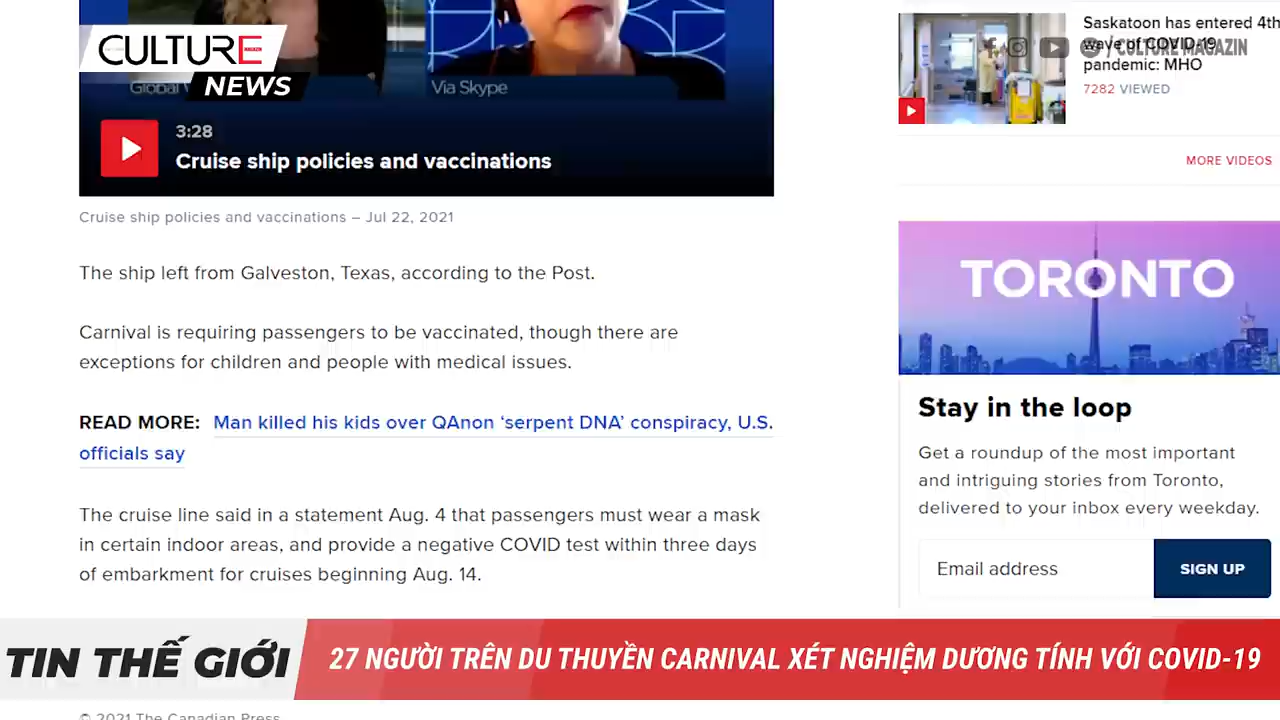 CULTURE
NEWS
Global
Via Skype
3:28
Cruise ship policies and vaccinations
Cruise ship policies and vaccinations – Jul 22, 2021
The ship left from Galveston, Texas, according to the Post.
Carnival is requiring passengers to be vaccinated, though there are
exceptions for children and people with medical issues.
READ MORE: Man killed his kids over QAnon ‘serpent DNA’ conspiracy, U.S.
officials say
The cruise line said in a statement Aug. 4 that passengers must wear a mask
in certain indoor areas, and provide a negative COVID test within three days
of embarkment for cruises beginning Aug. 14.
Saskatoon has entered 4th
wave of COVID-19
pandemic: MHO
/ CULTURE MAGAZIN
7282 VIEWED
MORE VIDEOS
TORONTO
Stay in the loop
Get a roundup of the most important
and intriguing stories from Toronto,
delivered to your inbox every weekday.
Email address
SIGN UP
TIN THẾ GIỚI
27 NGƯỜI TRÊN DU THUYỀN CARNIVAL XÉT NGHIỆM DƯƠNG TÍNH VỚI COVID-19
© 2021 The Canadian Press